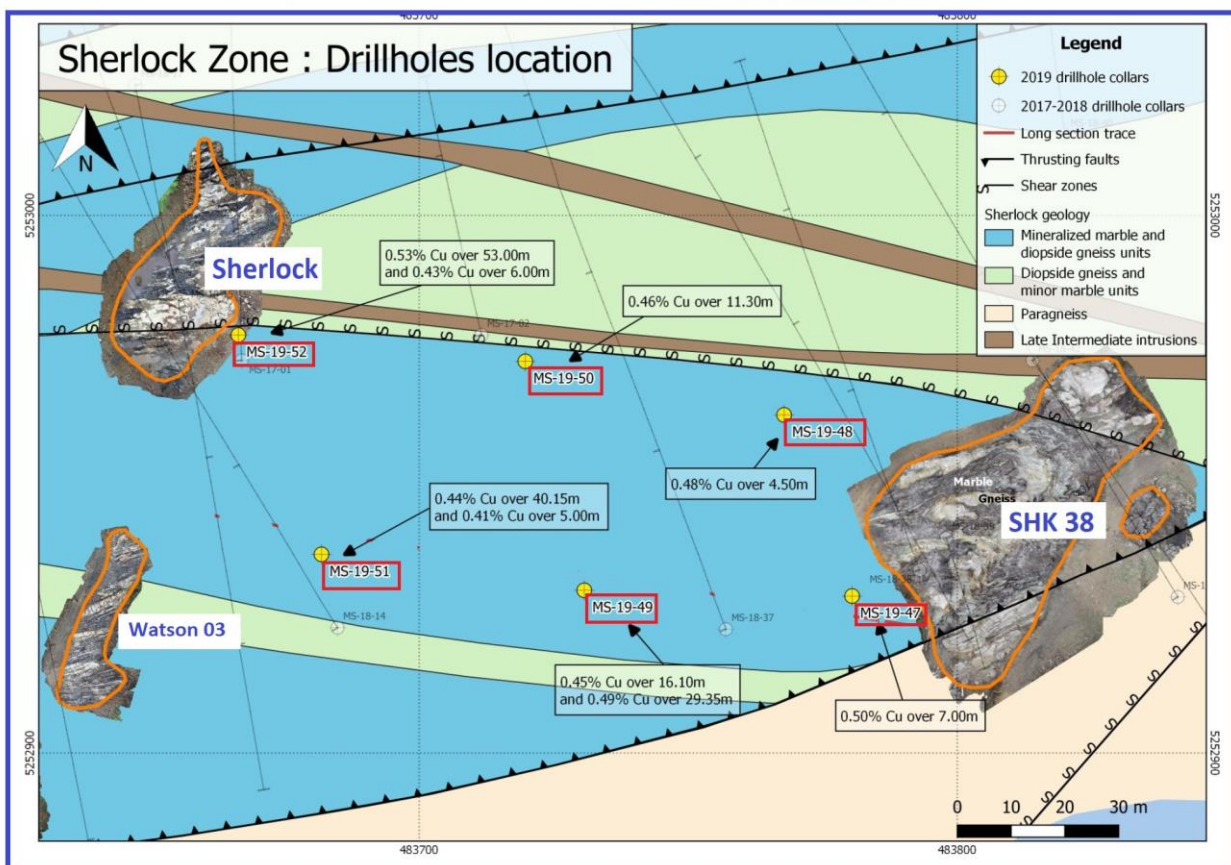 483700
483800
Sherlock Zone : Drillholes location
Legend
2019 drillhole collars
2017-2018 drillhole collars
Long section trace
Thrusting faults
Shear zones
Sherlock geology
Mineralized marble and
diopside gneiss units
Diopside gneiss and
minor marble units
Paragneiss
Late Intermediate intrusions
N
5253000
5253000
Sherlock
0.53% Cu over 53.00m
and 0.43% Cu over 6.00m
0.46% Cu over 11.30m
MS-17-02
MS-19-52
MS-17-01
MS-19-50
MS-19-48
0.48% Cu over 4.50m
Marble
Gneiss
SHK 38
0.44% Cu over 40.15m
and 0.41% Cu over 5.00m
MS-19-51
MS-18-14
MS-19-49
MS-18-37
MS-19-47
Watson 03
0.45% Cu over 16.10m
and 0.49% Cu over 29.35m
0.50% Cu over 7.00m
5252900
5252900
0 10 20 30 m
483700
483800